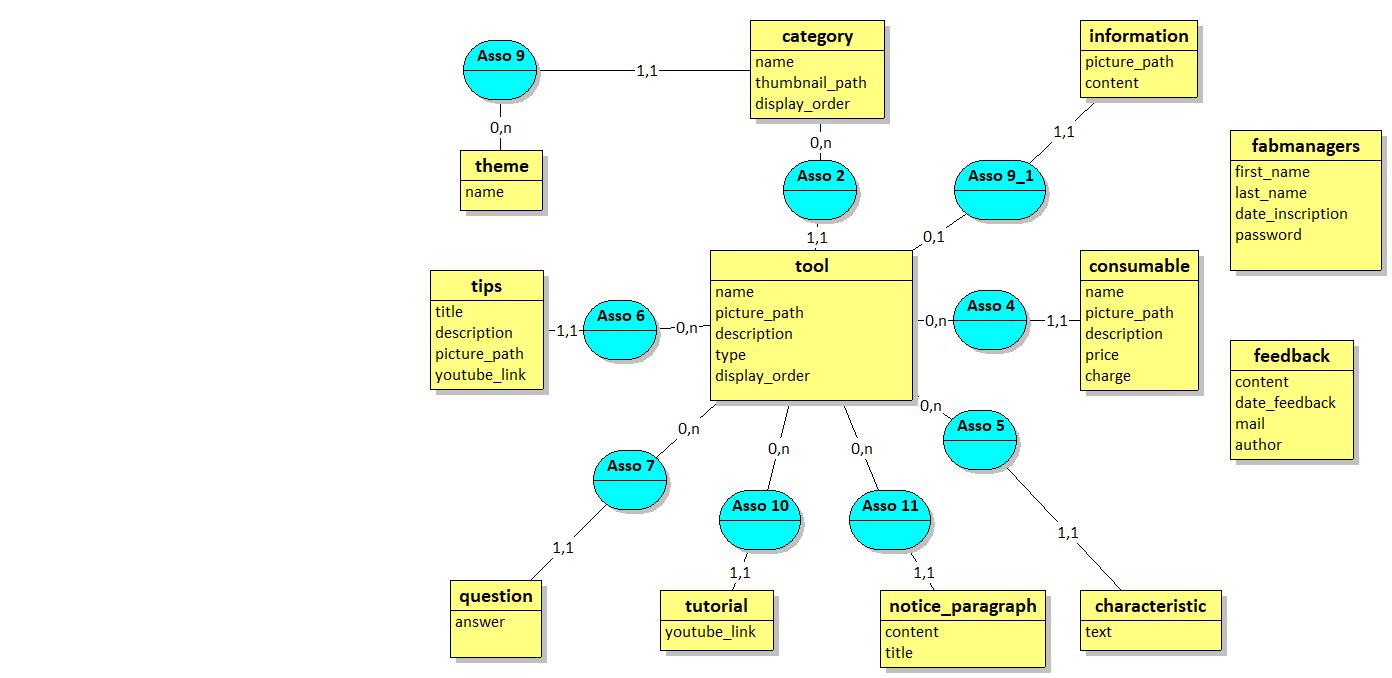 Asso 9
1,1
category
name
thumbnail_path
display_order
information
picture_path
content
0,n
theme
name
0,n
Asso 2
1,1
1,1
Asso 9_1
0,1
fabmanagers
first_name
last_name
date_inscription
password
tips
title
description
picture_path
youtube_link
1,1
Asso 6
0,n
tool
name
picture_path
description
type
display_order
0,n
Asso 4
1,1
consumable
name
picture_path
description
price
charge
feedback
content
date_feedback
mail
author
0,n
Asso 7
1,1
0,n
Asso 10
1,1
0,n
Asso 11
1,1
0,n
Asso 5
1,1
question
answer
tutorial
youtube_link
notice_paragraph
content
title
characteristic
text